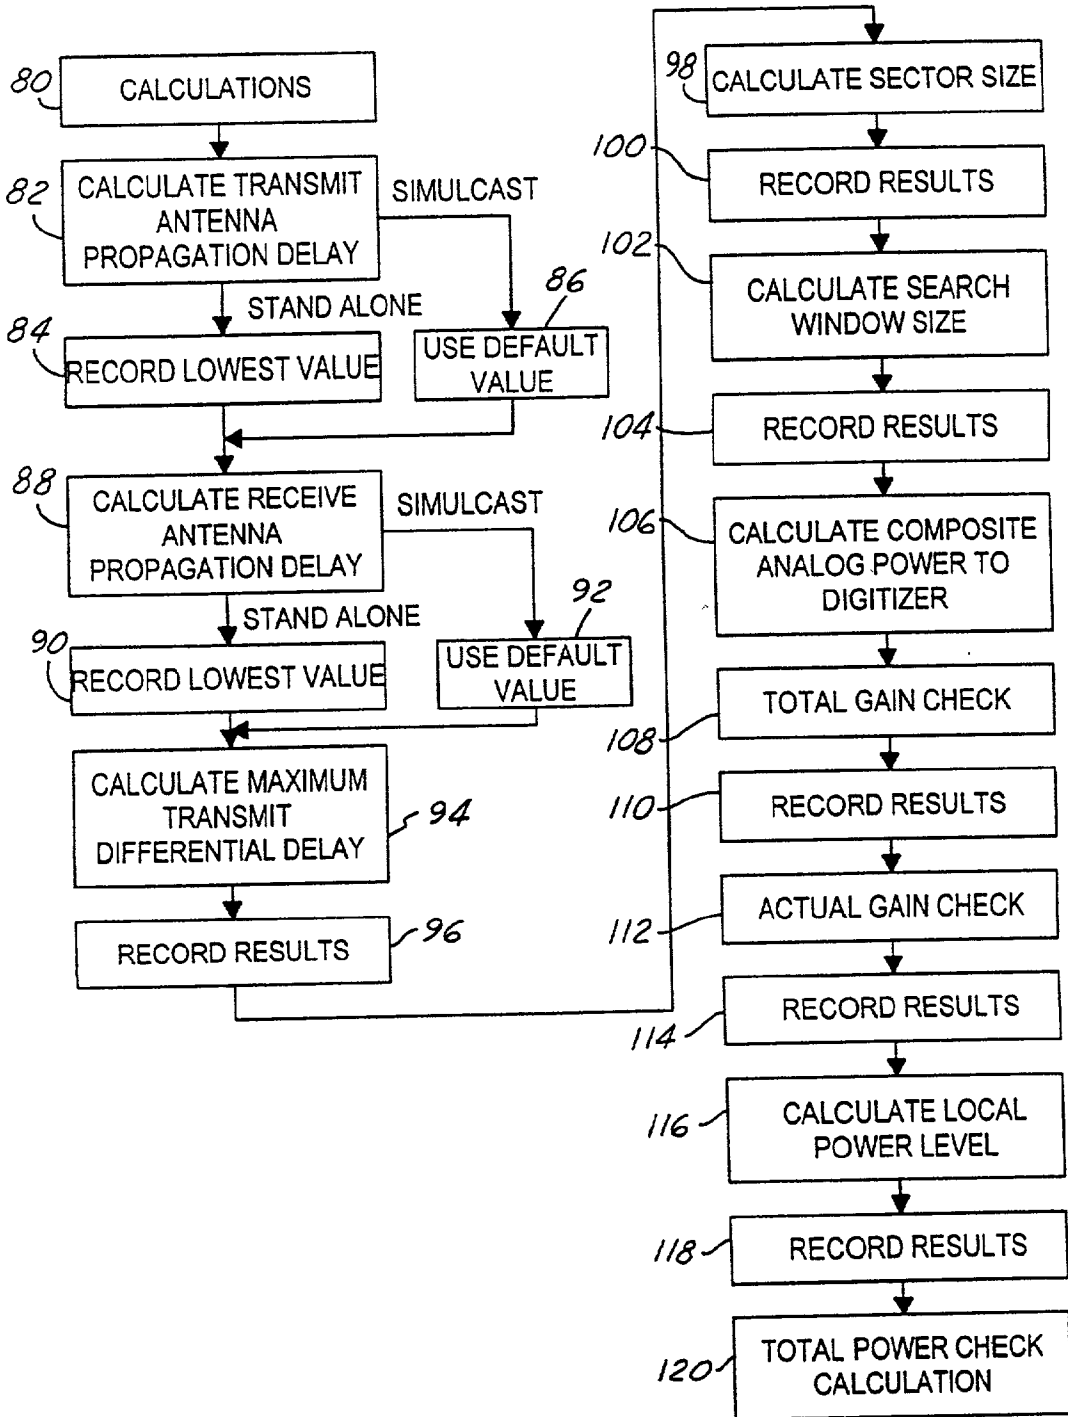 80
CALCULATIONS
82
CALCULATE TRANSMIT
ANTENNA
PROPAGATION DELAY
SIMULCAST
STAND ALONE
84
RECORD LOWEST VALUE
86
USE DEFAULT
VALUE
88
CALCULATE RECEIVE
ANTENNA
PROPAGATION DELAY
SIMULCAST
STAND ALONE
90
RECORD LOWEST VALUE
92
USE DEFAULT
VALUE
CALCULATE MAXIMUM
TRANSMIT
DIFFERENTIAL DELAY
94
RECORD RESULTS
96
98
CALCULATE SECTOR SIZE
100
RECORD RESULTS
102
CALCULATE SEARCH
WINDOW SIZE
104
RECORD RESULTS
106
CALCULATE COMPOSITE
ANALOG POWER TO
DIGITIZER
108
TOTAL GAIN CHECK
110
RECORD RESULTS
112
ACTUAL GAIN CHECK
114
RECORD RESULTS
116
CALCULATE LOCAL
POWER LEVEL
118
RECORD RESULTS
120
TOTAL POWER CHECK
CALCULATION